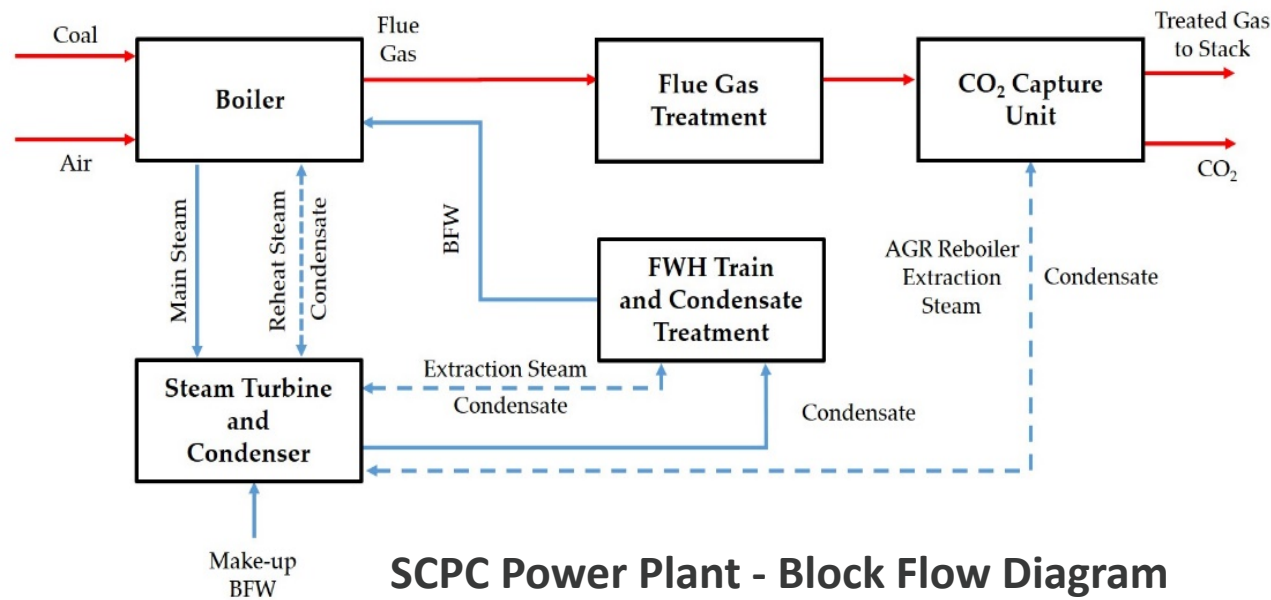 Coal
Air
Boiler
Flue
Gas
Flue Gas
Treatment
CO₂ Capture
Unit
Treated Gas
to Stack
CO₂
Main Steam
Reheat Steam
Condensate
BFW
FWH Train
and Condensate
Treatment
AGR Reboiler
Extraction
Steam
Condensate
Steam Turbine
and
Condenser
Extraction Steam
Condensate
Condensate
Make-up
BFW
SCPC Power Plant - Block Flow Diagram